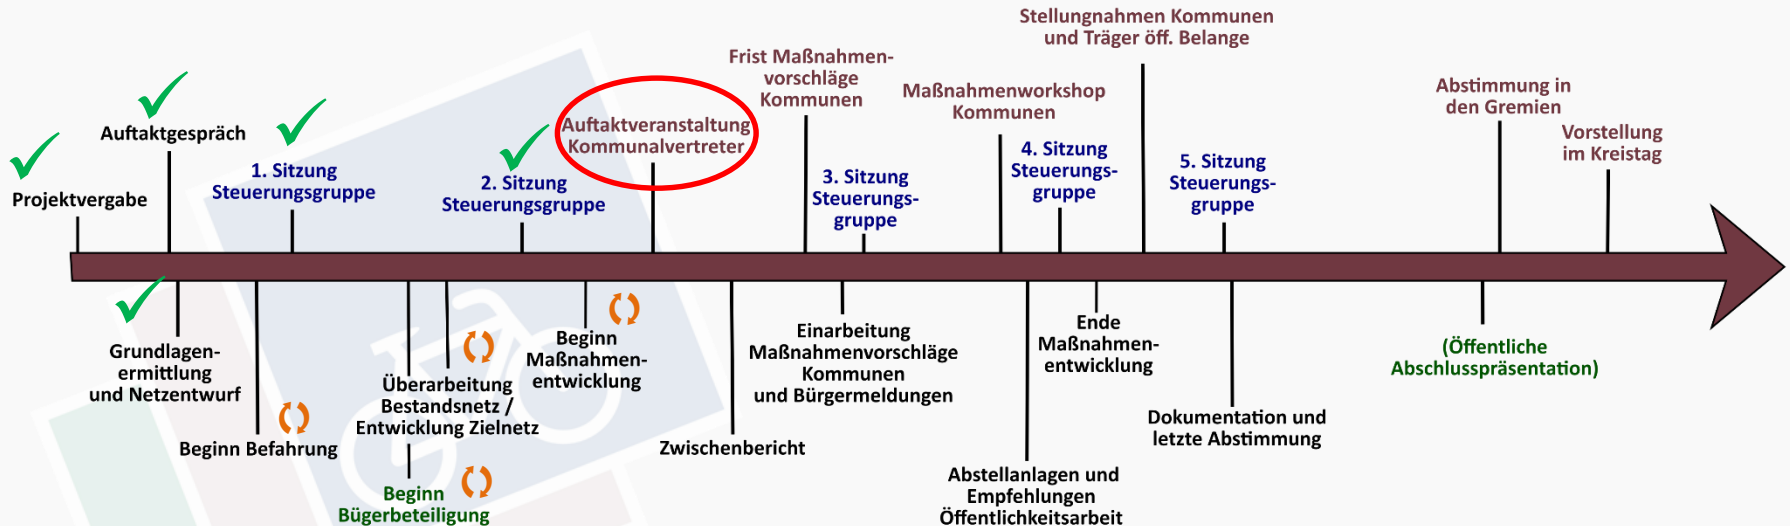 Projektvergabe
Auftaktgespräch
1. Sitzung
Steuerungsgruppe
2. Sitzung
Steuerungsgruppe
Auftaktveranstaltung
Kommunalvertreter
Frist Maßnahmen-
vorschläge
Kommunen
3. Sitzung
Steuerungs-
gruppe
Maßnahmenworkshop
Kommunen
4. Sitzung
Steuerungs-
gruppe
Stellungnahmen Kommunen
und Träger öff. Belange
5. Sitzung
Steuerungs-
gruppe
Abstimmung in
den Gremien
Vorstellung
im Kreistag
Grundlagen-
ermittlung
und Netzentwurf
Beginn Befahrung
Überarbeitung
Bestandsnetz /
Entwicklung Zielnetz
Beginn
Bügerbeteiligung
Beginn
Maßnahmen-
entwicklung
Zwischenbericht
Einarbeitung
Maßnahmenvorschläge
Kommunen
und Bürgermeldungen
Abstellanlagen und
Empfehlungen
Öffentlichkeitsarbeit
Ende
Maßnahmen-
entwicklung
Dokumentation und
letzte Abstimmung
(Öffentliche
Abschlusspräsentation)